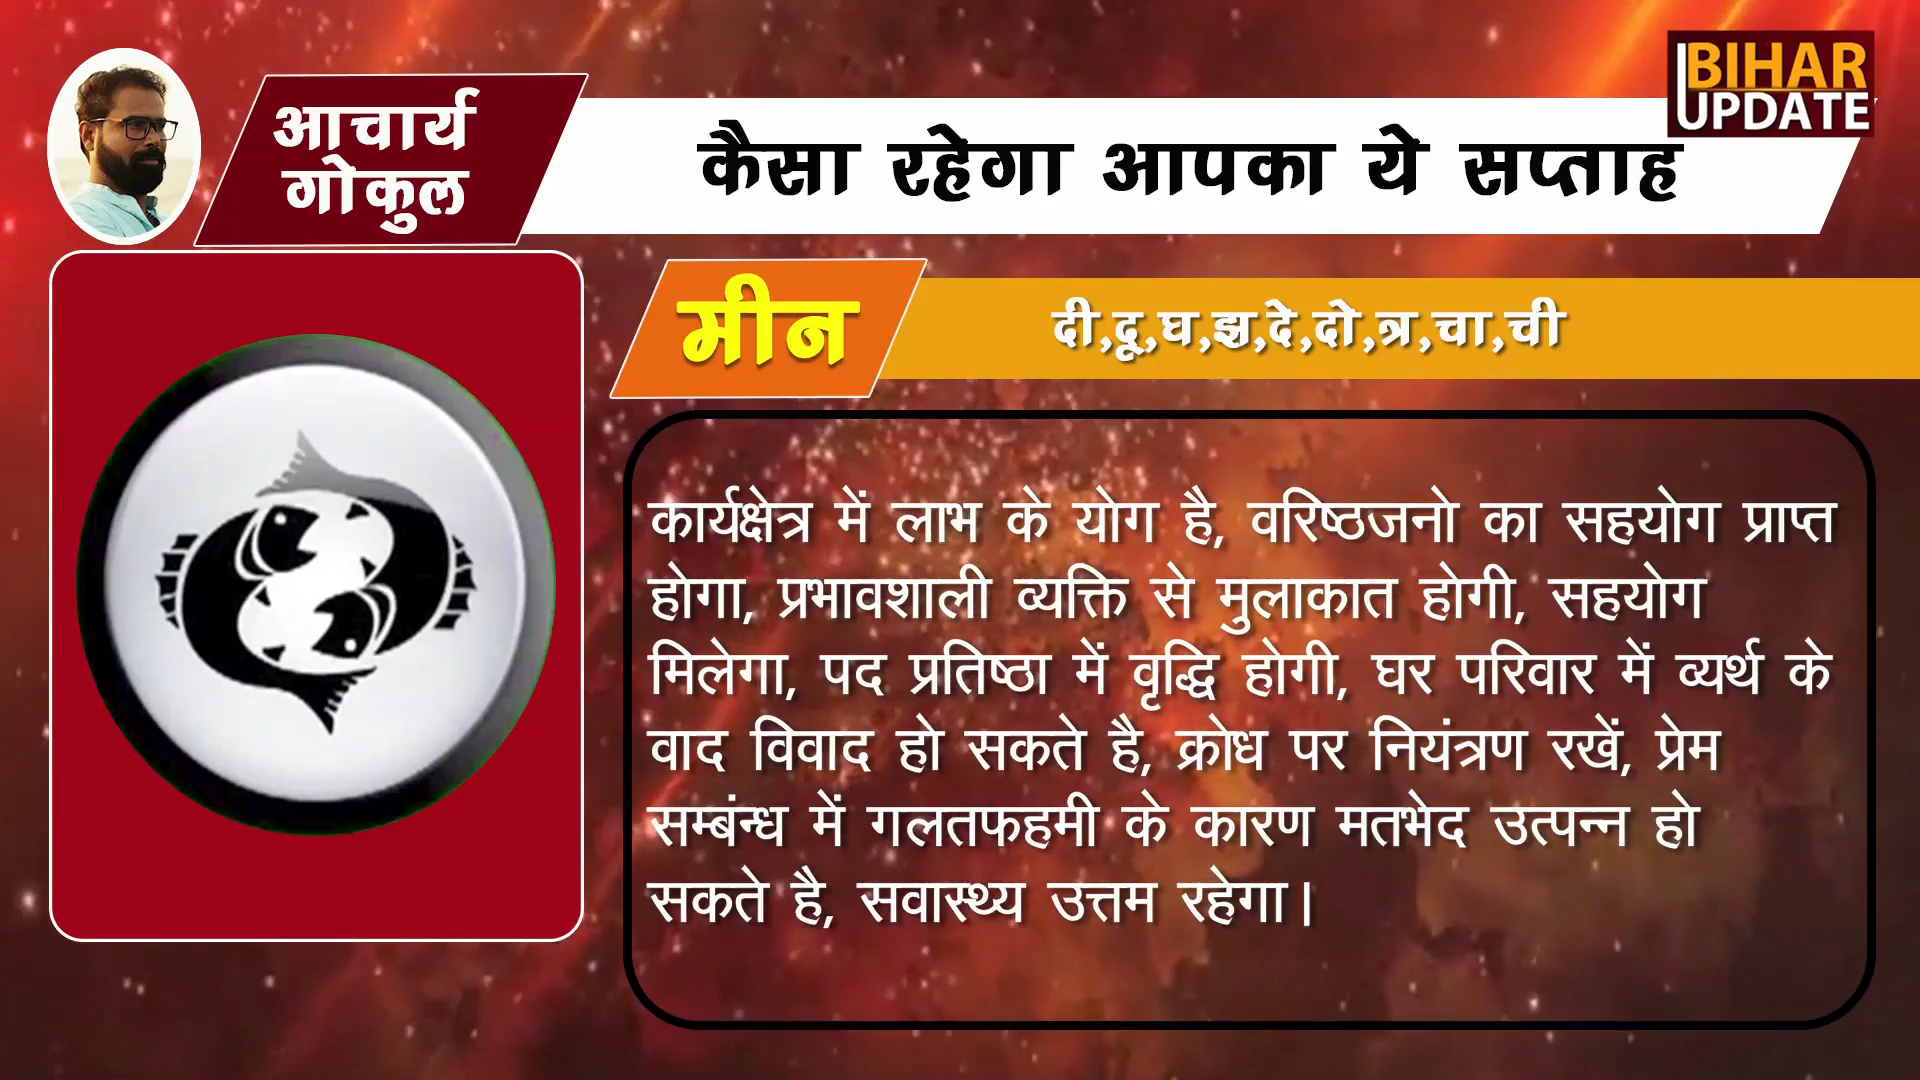 आचार्य
गोकुल
कैसा रहेगा आपका ये सप्ताह
BIHAR
UPDATE
मीन
दी,दू,घ,झ,दे,दो,त्र,चा,ची
कार्यक्षेत्र में लाभ के योग है, वरिष्ठजनो का सहयोग प्राप्त
होगा, प्रभावशाली व्यक्ति से मुलाकात होगी, सहयोग
मिलेगा, पद प्रतिष्ठा में वृद्धि होगी, घर परिवार में व्यर्थ के
वाद विवाद हो सकते है, क्रोध पर नियंत्रण रखें, प्रेम
सम्बंन्ध में गलतफहमी के कारण मतभेद उत्पन्न हो
सकते है, सवास्थ्य उत्तम रहेगा।